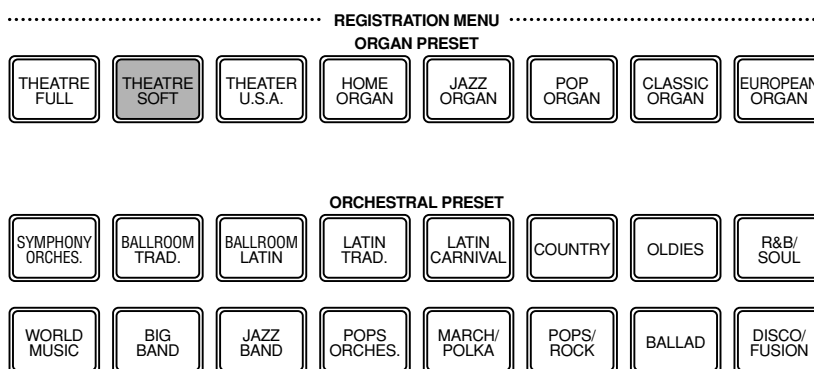 REGISTRATION MENU
ORGAN PRESET
THEATRE FULL
THEATRE SOFT
THEATER U.S.A.
HOME ORGAN
JAZZ ORGAN
POP ORGAN
CLASSIC ORGAN
EUROPEAN ORGAN
ORCHESTRAL PRESET
SYMPHONY ORCHES.
BALLROOM TRAD.
BALLROOM LATIN
LATIN TRAD.
LATIN CARNIVAL
COUNTRY
OLDIES
R&B/ SOUL
WORLD MUSIC
BIG BAND
JAZZ BAND
POPS ORCHES.
MARCH/ POLKA
POPS/ ROCK
BALLAD
DISCO/ FUSION